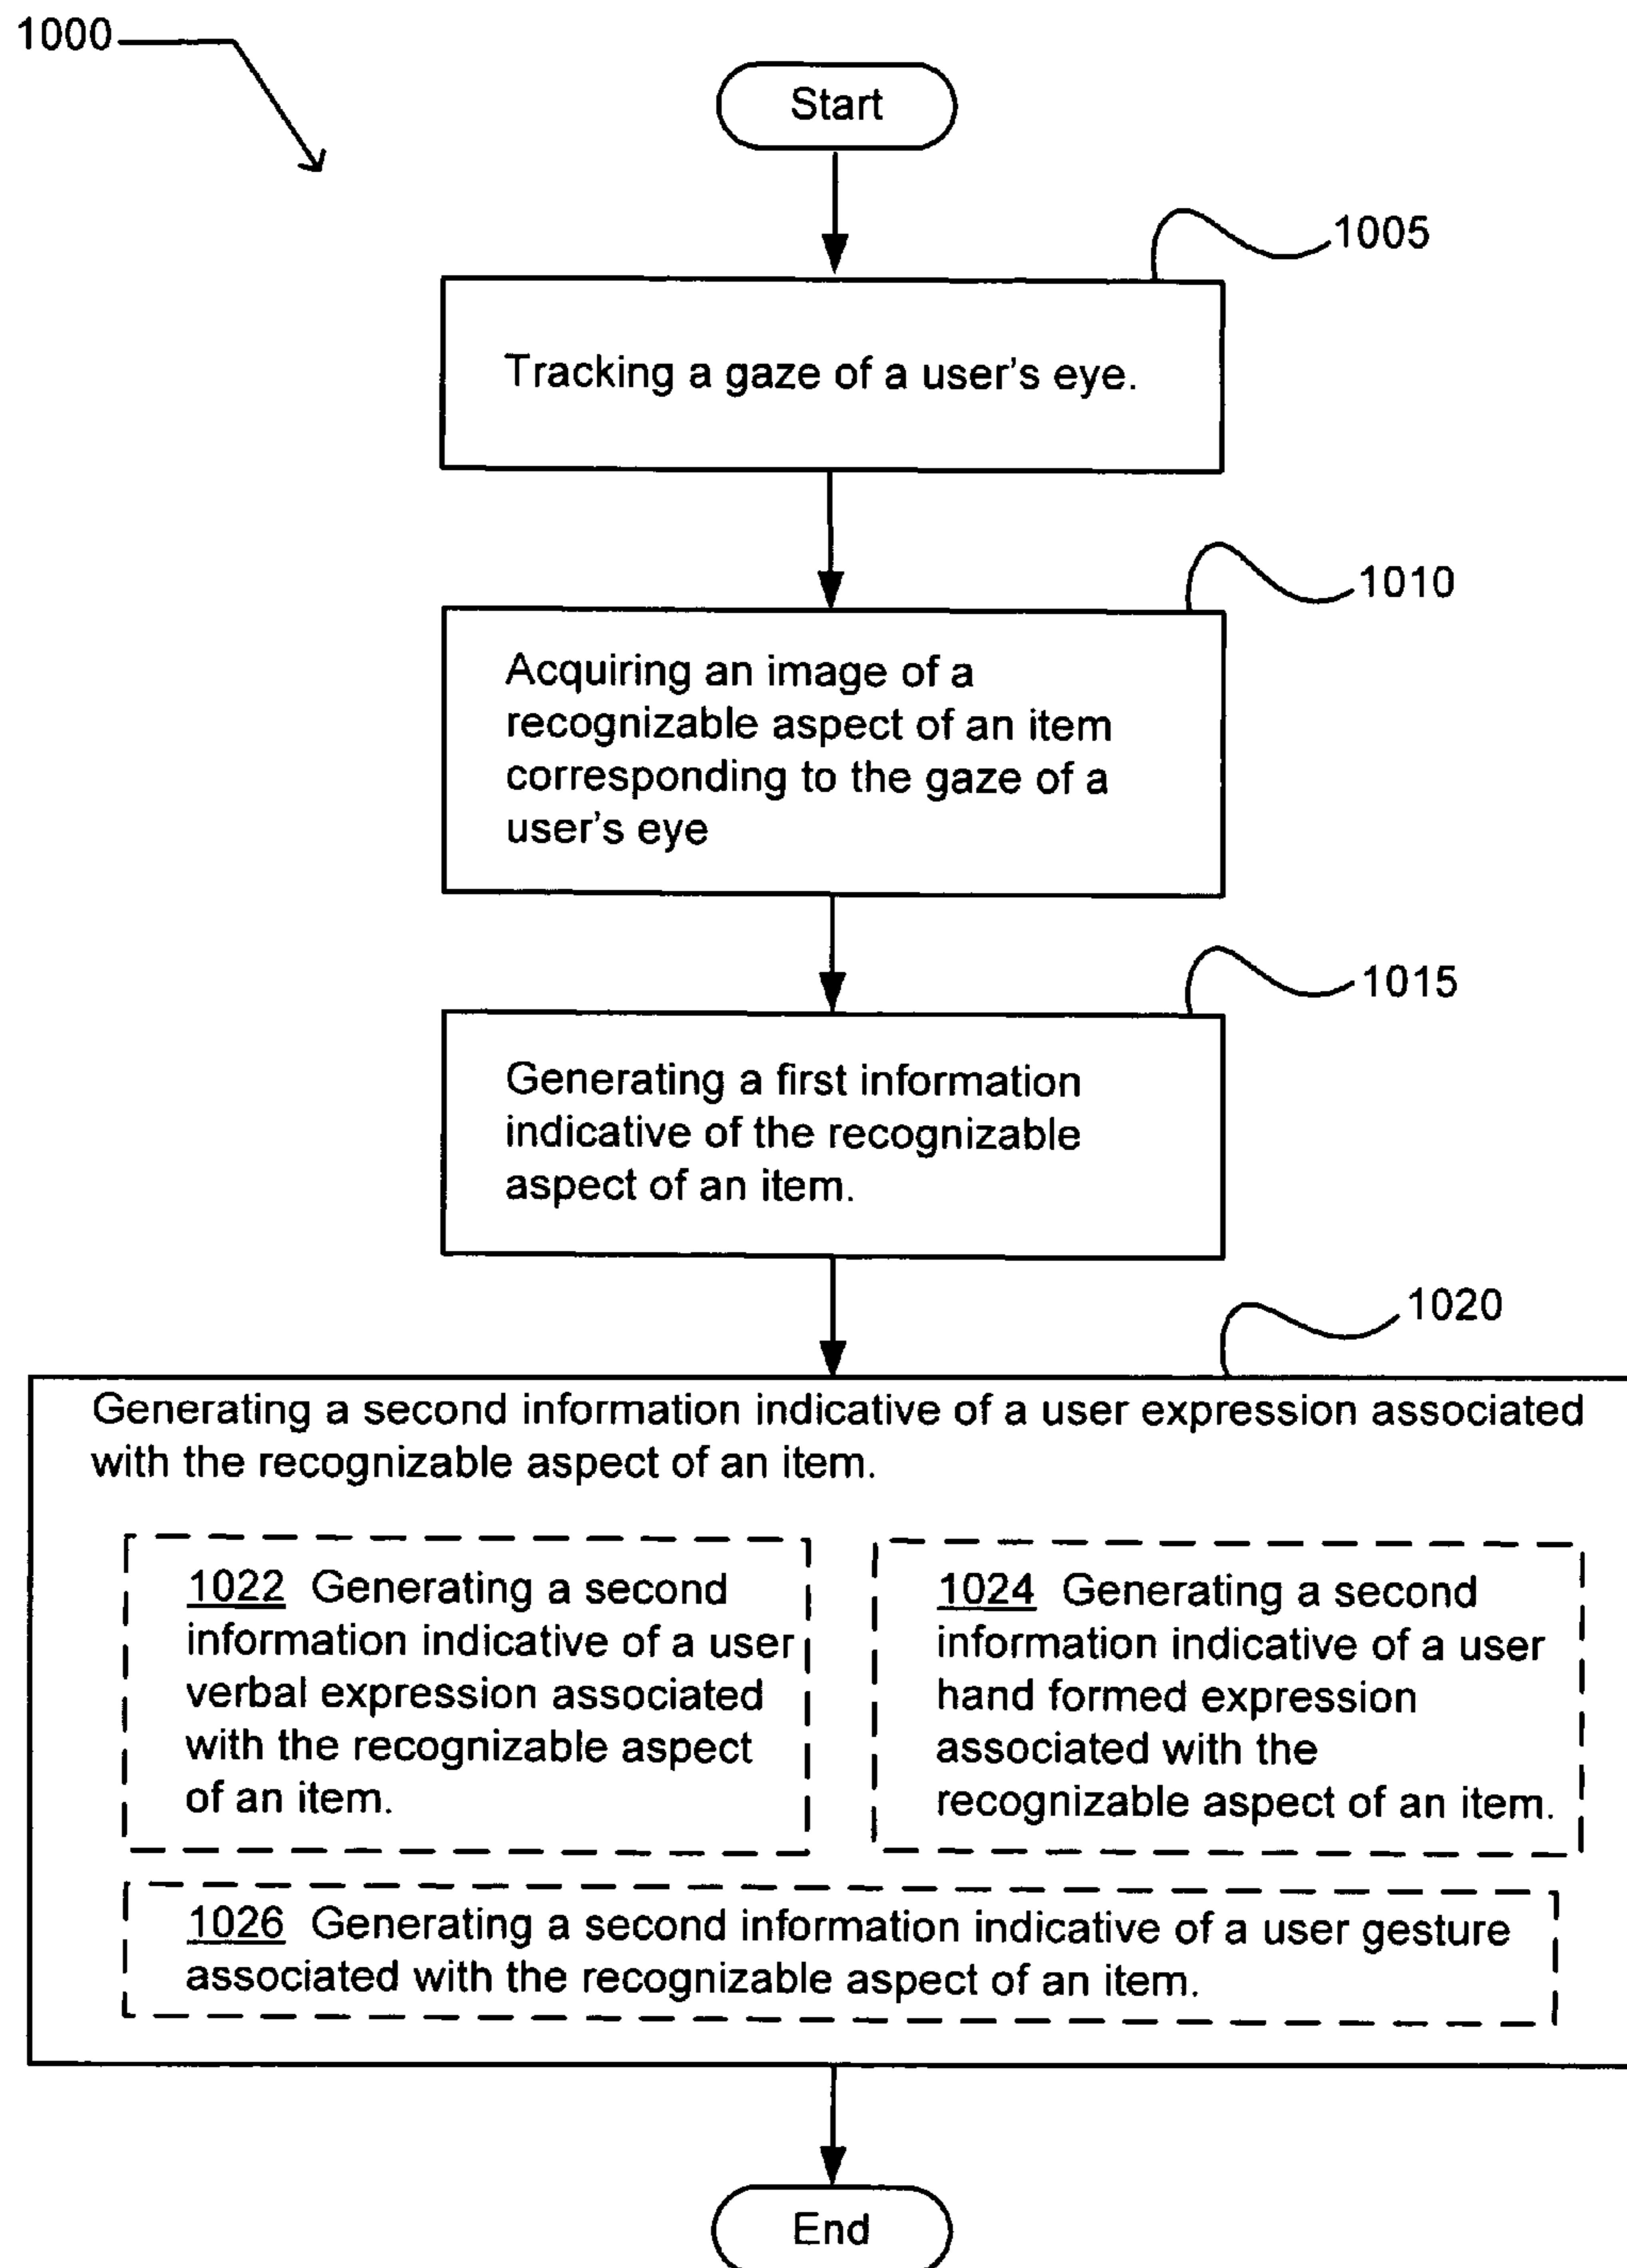 1000
Start
1005
Tracking a gaze of a user's eye.
1010
Acquiring an image of a
recognizable aspect of an item
corresponding to the gaze of a
user's eye
1015
Generating a first information
indicative of the recognizable
aspect of an item.
1020
Generating a second information indicative of a user expression associated
with the recognizable aspect of an item.
1022 Generating a second
information indicative of a user
verbal expression associated
with the recognizable aspect
of an item.
1024 Generating a second
information indicative of a user
hand formed expression
associated with the
recognizable aspect of an item.
1026 Generating a second information indicative of a user gesture
associated with the recognizable aspect of an item.
End